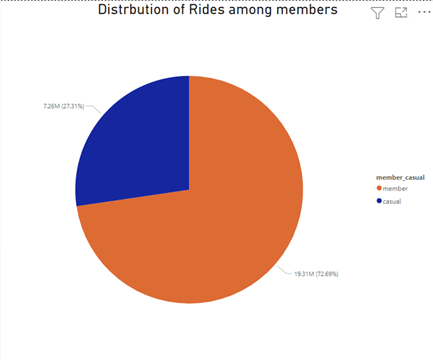 Distrbution of Rides among members
7.26M (27.31%)
member_casual
member
casual
19.31M (72.69%)